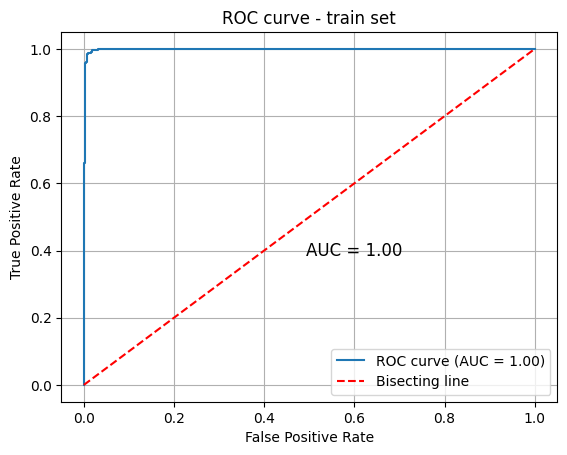 ROC curve - train set
True Positive Rate
1.0
0.8
0.6
0.4
0.2
0.0
AUC = 1.00
ROC curve (AUC = 1.00)
Bisecting line
0.0 0.2 0.4 0.6 0.8 1.0
False Positive Rate